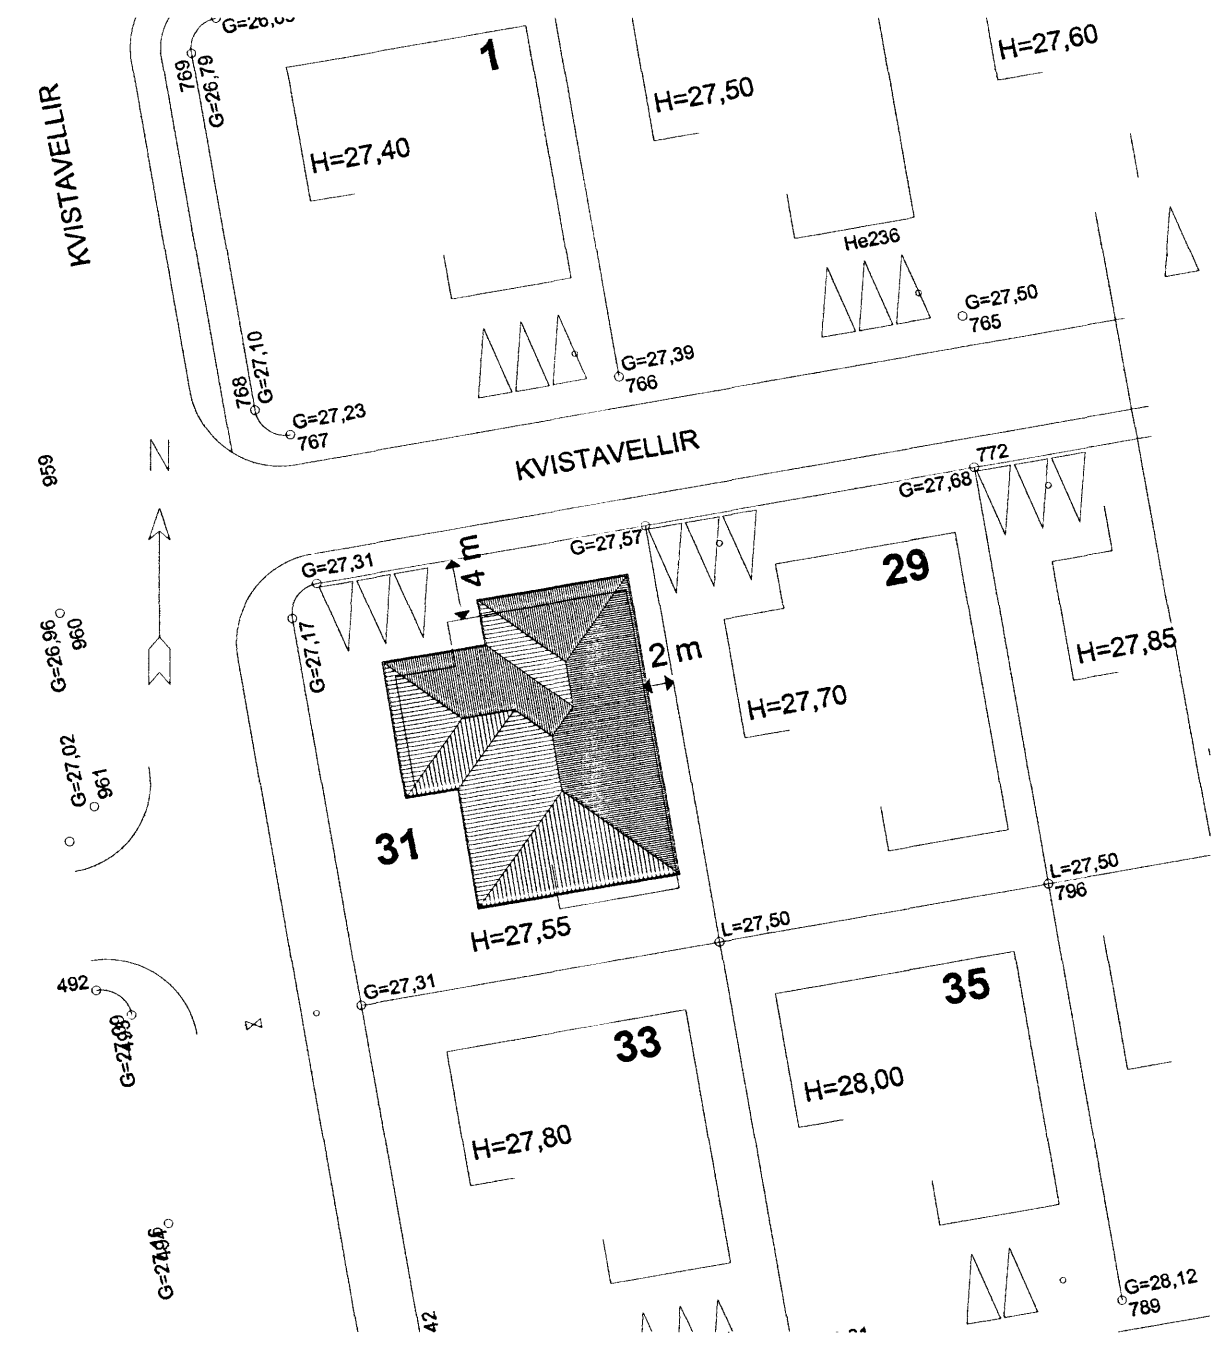 1
H=27,60
H=27,50
769
G=26,79
KVISTAVELLIR
H=27,40
He236
G=27,50
765
G=27,39
766
768
G=27,10
G=27,23
767
KVISTAVELLIR
959
N
772
G=27,68
G=27,57
29
G=27,31
4 m
G=27,17
G=26,96
960
2 m
H=27,85
H=27,70
G=27,02
961
31
L=27,50
796
H=27,55
L=27,50
G=27,31
492
35
33
H=28,00
H=27,80
G=28,12
789
42